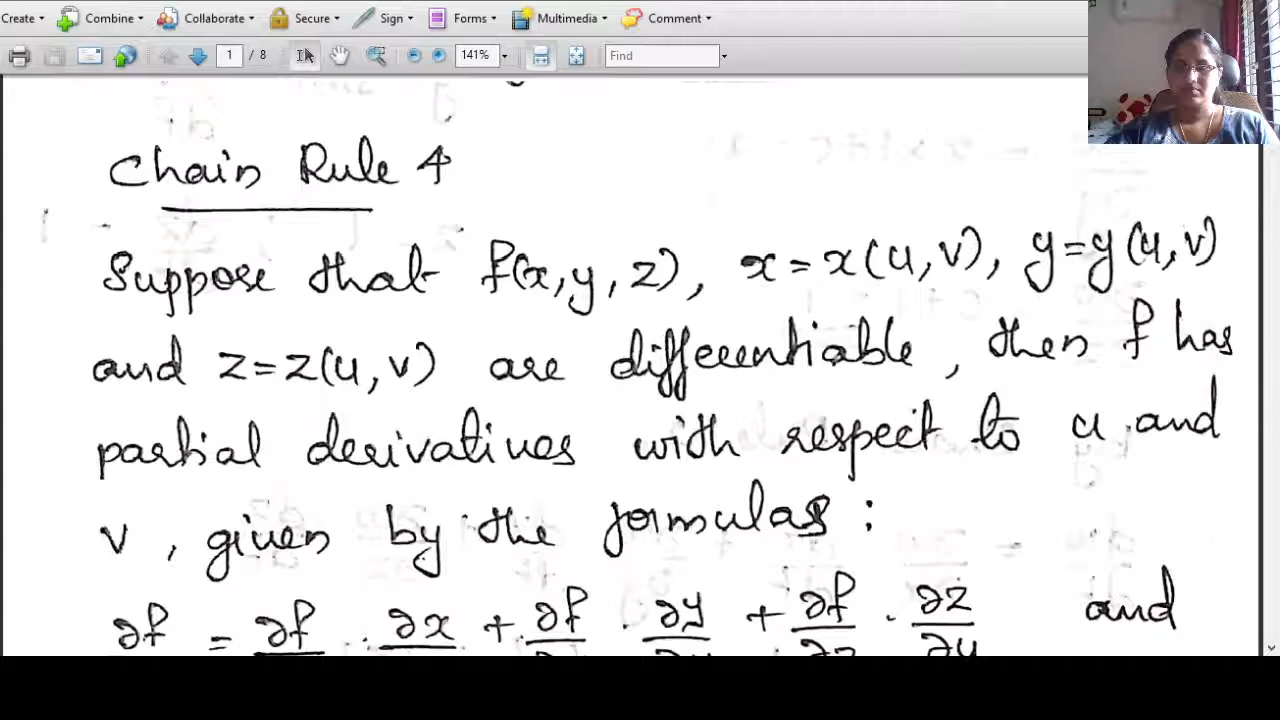 Create Combine Collaborate Secure Sign Forms Multimedia Comment
1 / 8 141% Find
Chain Rule 4
Suppose that f(x, y, z), x = x(u, v), y = y(u, v)
and z = z(u, v) are differentiable, then f has
partial derivatives with respect to u and
v, given by the formulas :
∂f = ∂f/ . ∂x/ + ∂f/ . ∂y/ + ∂f/∂z . ∂z/∂u and